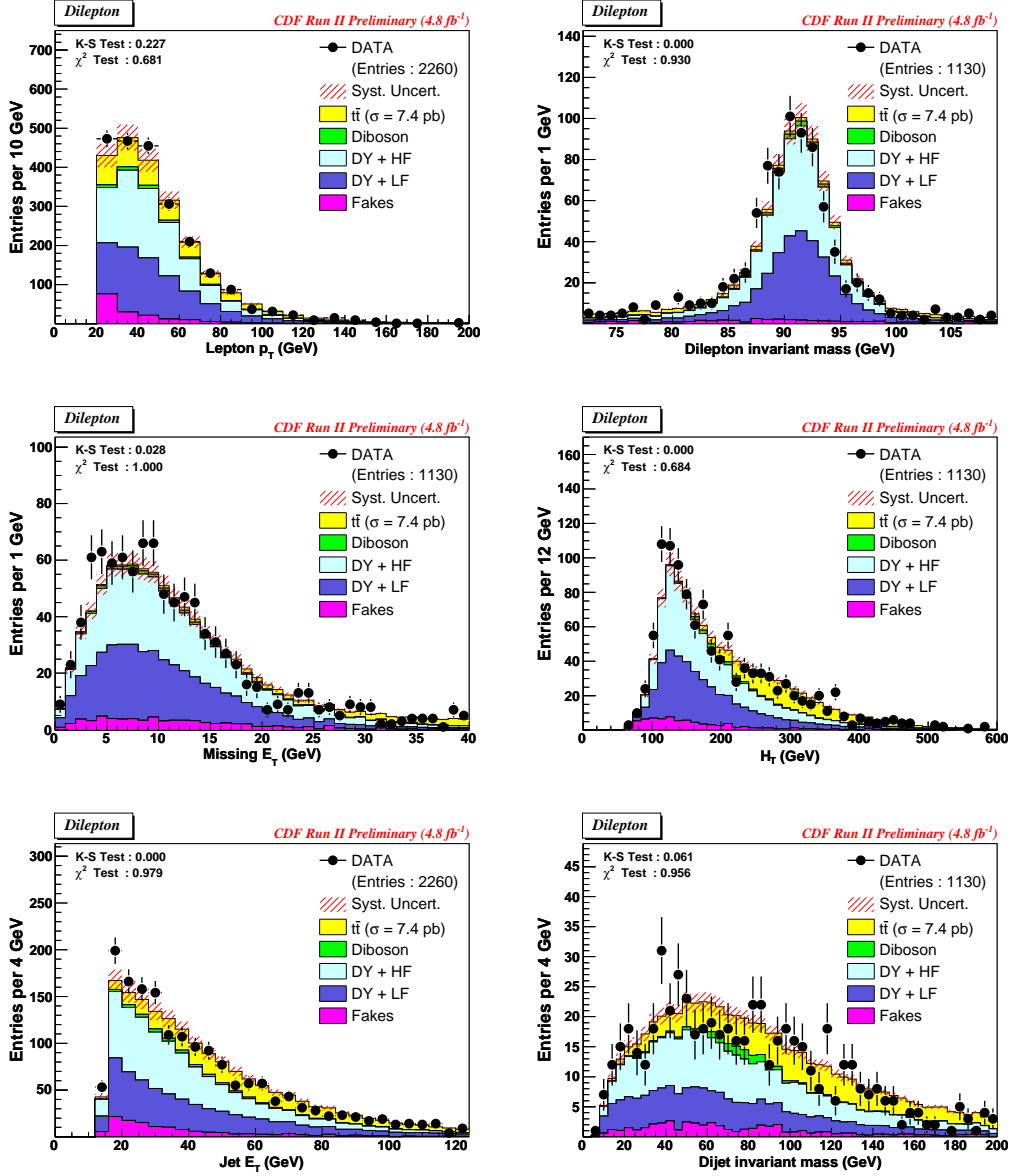 Dilepton
CDF Run II Preliminary (4.8 fb⁻¹)
K-S Test : 0.227
χ² Test : 0.681
DATA
(Entries : 2260)
Syst. Uncert.
tt̄ (σ = 7.4 pb)
Diboson
DY + HF
DY + LF
Fakes
Entries per 10 GeV
700
600
500
400
300
200
100
0 20 40 60 80 100 120 140 160 180 200
Lepton p_T (GeV)
Dilepton
CDF Run II Preliminary (4.8 fb⁻¹)
K-S Test : 0.000
χ² Test : 0.930
DATA
(Entries : 1130)
Syst. Uncert.
tt̄ (σ = 7.4 pb)
Diboson
DY + HF
DY + LF
Fakes
Entries per 1 GeV
140
120
100
80
60
40
20
75 80 85 90 95 100 105
Dilepton invariant mass (GeV)
Dilepton
CDF Run II Preliminary (4.8 fb⁻¹)
K-S Test : 0.028
χ² Test : 1.000
DATA
(Entries : 1130)
Syst. Uncert.
tt̄ (σ = 7.4 pb)
Diboson
DY + HF
DY + LF
Fakes
Entries per 1 GeV
100
80
60
40
20
0
0 5 10 15 20 25 30 35 40
Missing E_T (GeV)
Dilepton
CDF Run II Preliminary (4.8 fb⁻¹)
K-S Test : 0.000
χ² Test : 0.684
DATA
(Entries : 1130)
Syst. Uncert.
tt̄ (σ = 7.4 pb)
Diboson
DY + HF
DY + LF
Fakes
Entries per 12 GeV
160
140
120
100
80
60
40
20
0 100 200 300 400 500 600
H_T (GeV)
Dilepton
CDF Run II Preliminary (4.8 fb⁻¹)
K-S Test : 0.000
χ² Test : 0.979
DATA
(Entries : 2260)
Syst. Uncert.
tt̄ (σ = 7.4 pb)
Diboson
DY + HF
DY + LF
Fakes
Entries per 4 GeV
300
250
200
150
100
50
0 20 40 60 80 100 120
Jet E_T (GeV)
Dilepton
CDF Run II Preliminary (4.8 fb⁻¹)
K-S Test : 0.061
χ² Test : 0.956
DATA
(Entries : 1130)
Syst. Uncert.
tt̄ (σ = 7.4 pb)
Diboson
DY + HF
DY + LF
Fakes
Entries per 4 GeV
45
40
35
30
25
20
15
10
5
0 20 40 60 80 100 120 140 160 180 200
Dijet invariant mass (GeV)